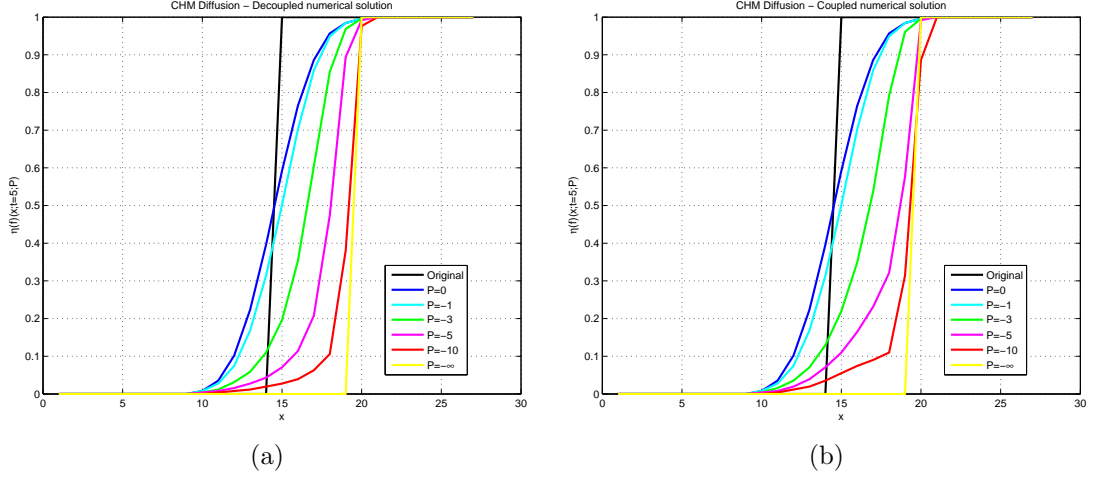 CHM Diffusion − Decoupled numerical solution
1
0.9
0.8
0.7
0.6
0.5
0.4
0.3
0.2
0.1
0
η(f)(x;t=5;P)
0 5 10 15 20 25 30
x
Original
P=0
P=−1
P=−3
P=−5
P=−10
P=−∞
(a)
CHM Diffusion − Coupled numerical solution
1
0.9
0.8
0.7
0.6
0.5
0.4
0.3
0.2
0.1
0
η(f)(x;t=5;P)
0 5 10 15 20 25 30
x
Original
P=0
P=−1
P=−3
P=−5
P=−10
P=−∞
(b)